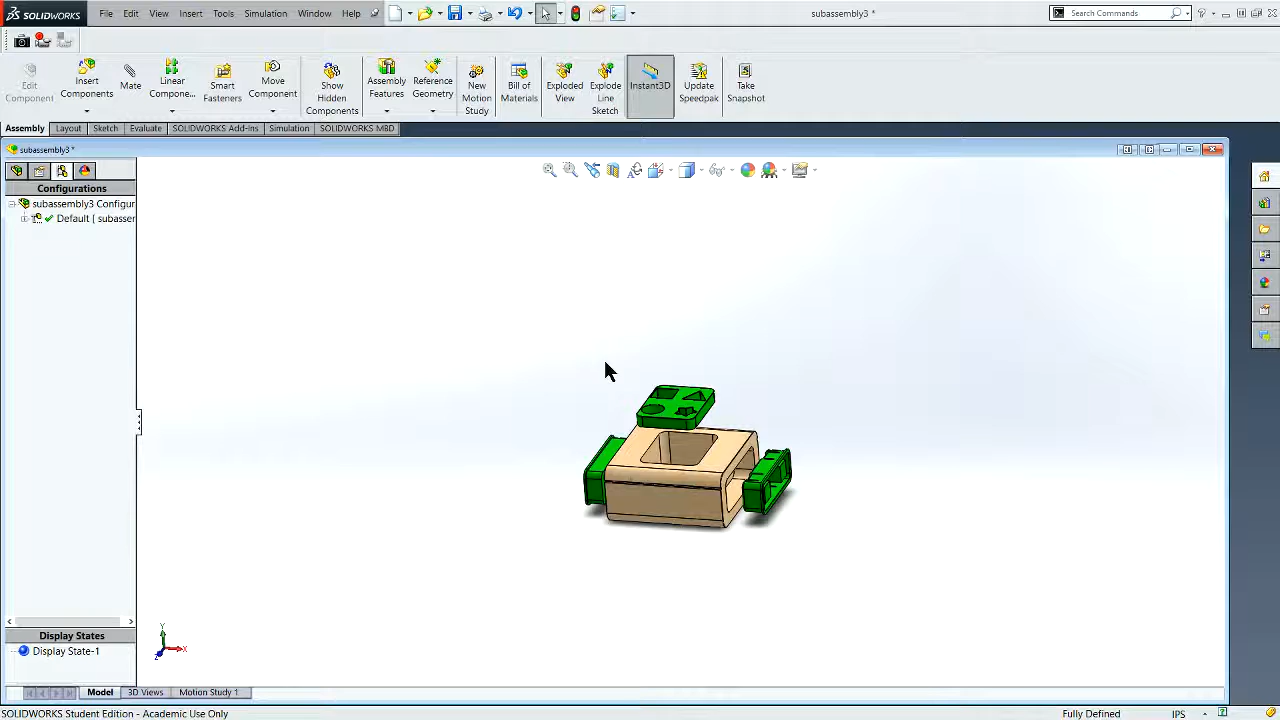 SOLIDWORKS File Edit View Insert Tools Simulation Window Help subassembly3 * Search Commands ?
Edit Component
Insert Components
Mate
Linear Compone...
Smart Fasteners
Move Component
Show Hidden Components
Assembly Features
Reference Geometry
New Motion Study
Bill of Materials
Exploded View
Explode Line Sketch
Instant3D
Update Speedpak
Take Snapshot
Assembly Layout Sketch Evaluate SOLIDWORKS Add-Ins Simulation SOLIDWORKS MBD
subassembly3 *
Configurations
subassembly3 Configur
Default [ subasser
Display States
Display State-1
Y
X
Z
Model 3D Views Motion Study 1
SOLIDWORKS Student Edition - Academic Use Only Fully Defined IPS ?